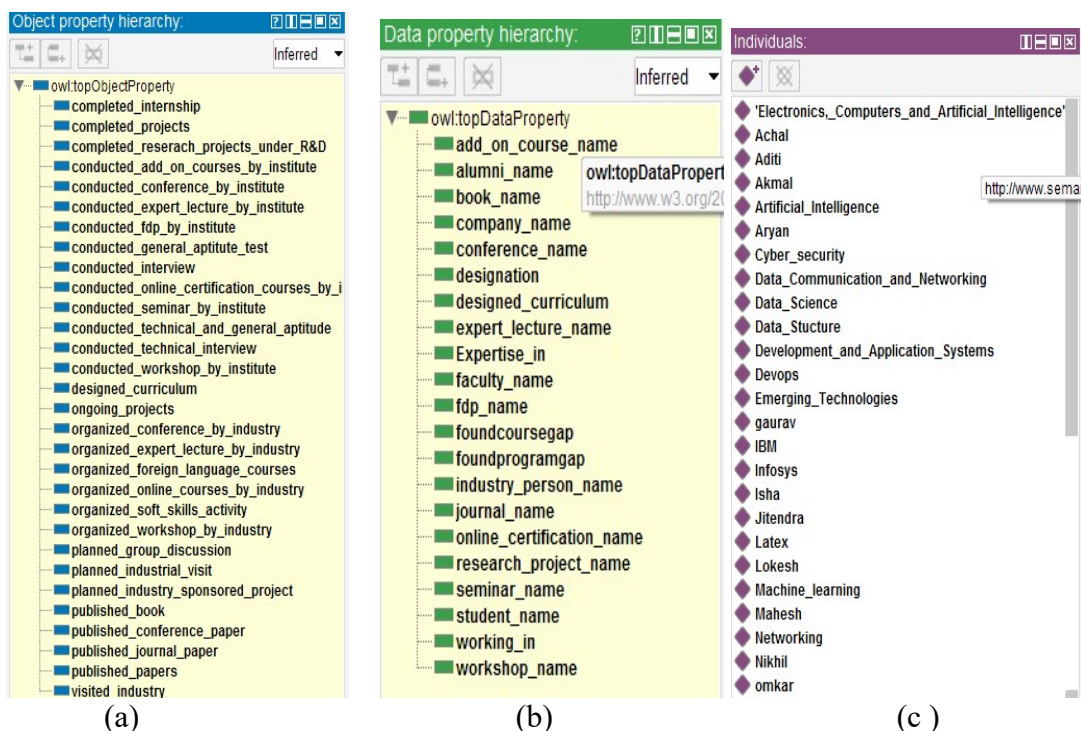 Object property hierarchy:
Inferred
owl:topObjectProperty
completed_internship
completed_projects
completed_reserach_projects_under_R&D
conducted_add_on_courses_by_institute
conducted_conference_by_institute
conducted_expert_lecture_by_institute
conducted_fdp_by_institute
conducted_general_aptitute_test
conducted_interview
conducted_online_certification_courses_by_i
conducted_seminar_by_institute
conducted_technical_and_general_aptitude
conducted_technical_interview
conducted_workshop_by_institute
designed_curriculum
ongoing_projects
organized_conference_by_industry
organized_expert_lecture_by_industry
organized_foreign_language_courses
organized_online_courses_by_industry
organized_soft_skills_activity
organized_workshop_by_industry
planned_group_discussion
planned_industrial_visit
planned_industry_sponsored_project
published_book
published_conference_paper
published_journal_paper
published_papers
visited_industry
(a)
Data property hierarchy:
Inferred
owl:topDataProperty
add_on_course_name
alumni_name
book_name
company_name
conference_name
designation
designed_curriculum
expert_lecture_name
Expertise_in
faculty_name
fdp_name
foundcoursegap
foundprogramgap
industry_person_name
journal_name
online_certification_name
research_project_name
seminar_name
student_name
working_in
workshop_name
owl:topDataPropert
http://www.w3.org/20
(b)
Individuals:
'Electronics,_Computers_and_Artificial_Intelligence'
Achal
Aditi
Akmal
Artificial_Intelligence
Aryan
Cyber_security
Data_Communication_and_Networking
Data_Science
Data_Stucture
Development_and_Application_Systems
Devops
Emerging_Technologies
gaurav
IBM
Infosys
Isha
Jitendra
Latex
Lokesh
Machine_learning
Mahesh
Networking
Nikhil
omkar
http://www.sema
(c )